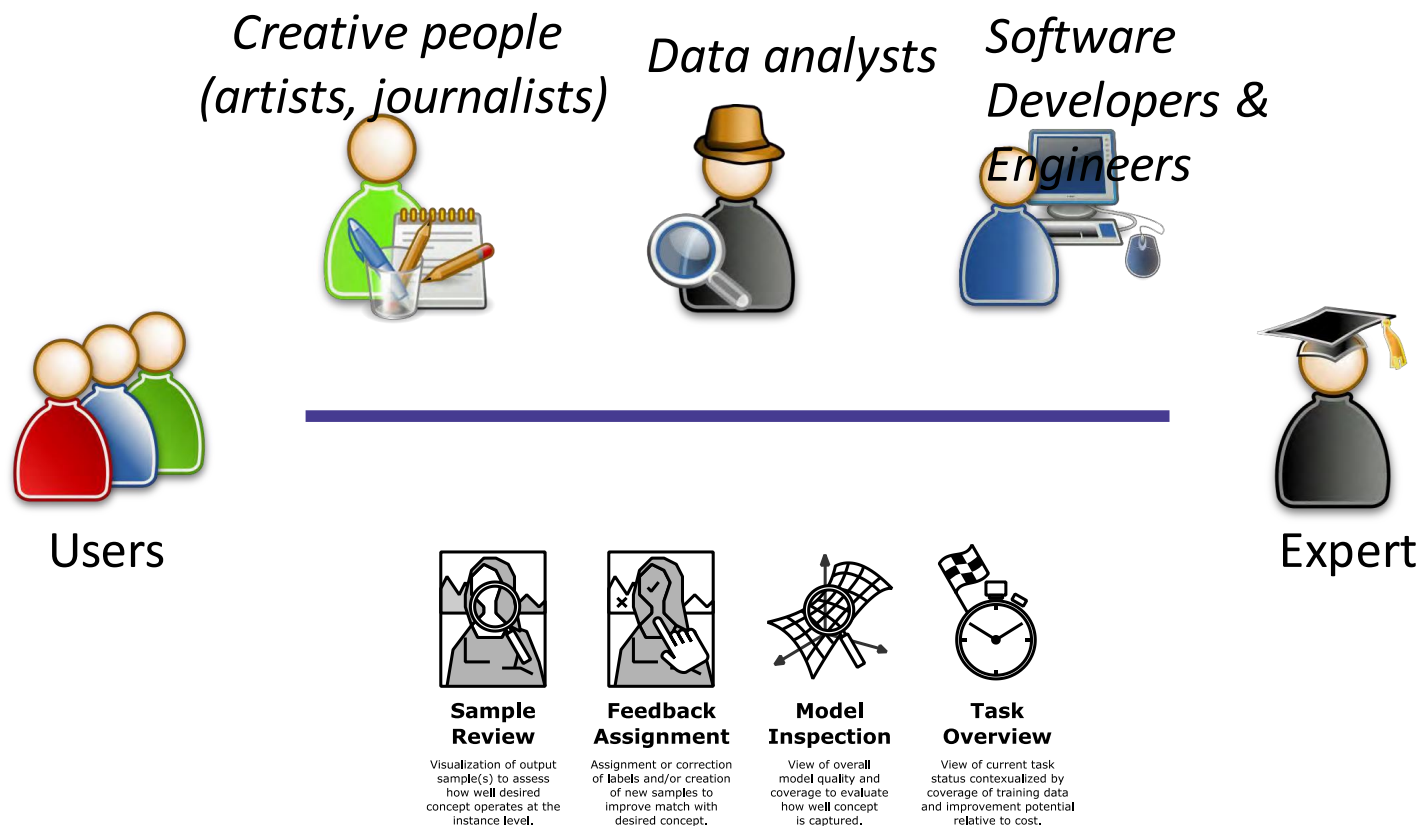 Creative people
(artists, journalists)
Data analysts
Software
Developers &
Engineers
Users
Expert
Sample
Review
Visualization of output
sample(s) to assess
how well desired
concept operates at the
instance level.
Feedback
Assignment
Assignment or correction
of labels and/or creation
of new samples to
improve match with
desired concept.
Model
Inspection
View of overall
model quality and
coverage to evaluate
how well concept
is captured.
Task
Overview
View of current task
status contexualized by
coverage of training data
and improvement potential
relative to cost.